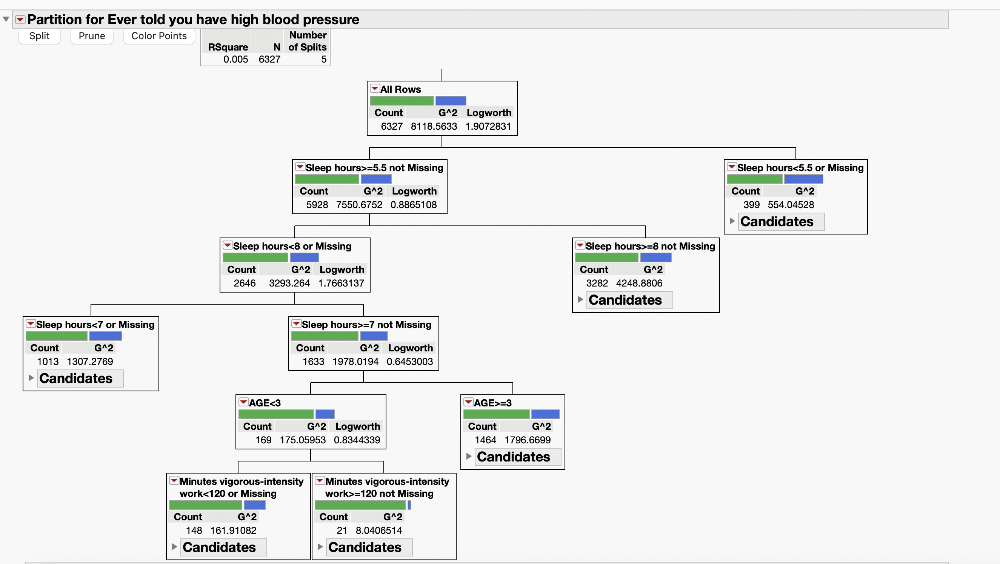 Partition for Ever told you have high blood pressure
Split Prune Color Points
Number
RSquare N of Splits
0.005 6327 5
All Rows
Count G^2 Logworth
6327 8118.5633 1.9072831
Sleep hours>=5.5 not Missing
Count G^2 Logworth
5928 7550.6752 0.8865108
Sleep hours<5.5 or Missing
Count G^2
399 554.04528
Candidates
Sleep hours<8 or Missing
Count G^2 Logworth
2646 3293.264 1.7663137
Sleep hours>=8 not Missing
Count G^2
3282 4248.8806
Candidates
Sleep hours<7 or Missing
Count G^2
1013 1307.2769
Candidates
Sleep hours>=7 not Missing
Count G^2 Logworth
1633 1978.0194 0.6453003
AGE<3
Count G^2 Logworth
169 175.05953 0.8344339
AGE>=3
Count G^2
1464 1796.6699
Candidates
Minutes vigorous-intensity
work<120 or Missing
Count G^2
148 161.91082
Candidates
Minutes vigorous-intensity
work>=120 not Missing
Count G^2
21 8.0406514
Candidates